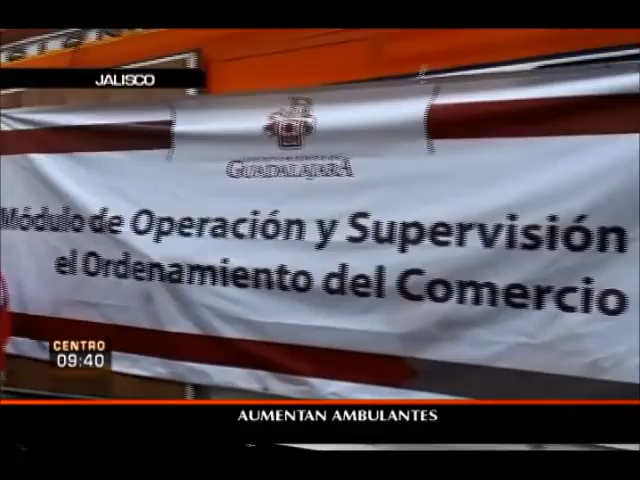 JALISCO
GUADALAJARA
Módulo de Operación y Supervisión
el Ordenamiento del Comercio
CENTRO
09:40
AUMENTAN AMBULANTES